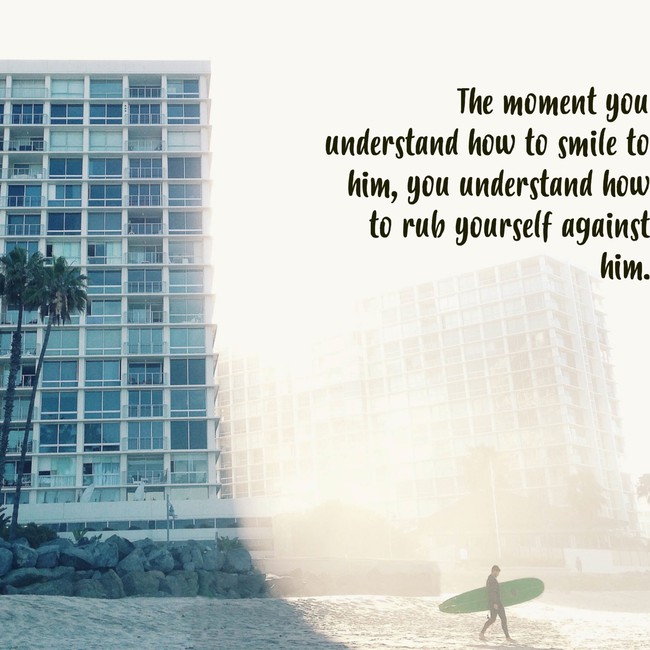 The moment you
understand how to smile to
him, you understand how
to rub yourself against
him.